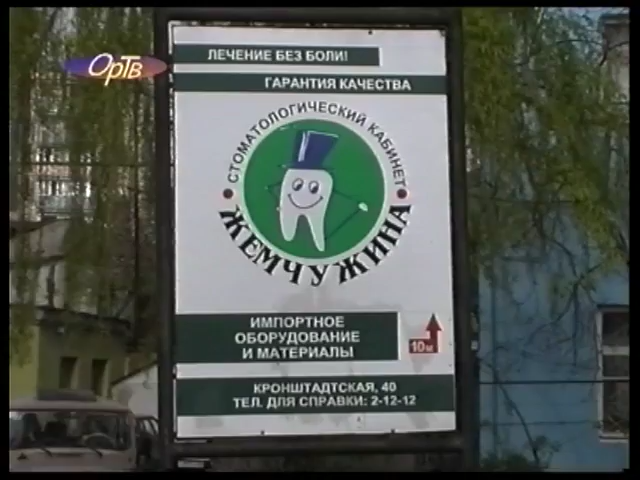 ОрТв
ЛЕЧЕНИЕ БЕЗ БОЛИ!
ГАРАНТИЯ КАЧЕСТВА
СТОМАТОЛОГИЧЕСКИЙ КАБИНЕТ
ЖЕМЧУЖИНА
ИМПОРТНОЕ
ОБОРУДОВАНИЕ
И МАТЕРИАЛЫ
10м
КРОНШТАДТСКАЯ, 40
ТЕЛ. ДЛЯ СПРАВКИ: 2-12-12